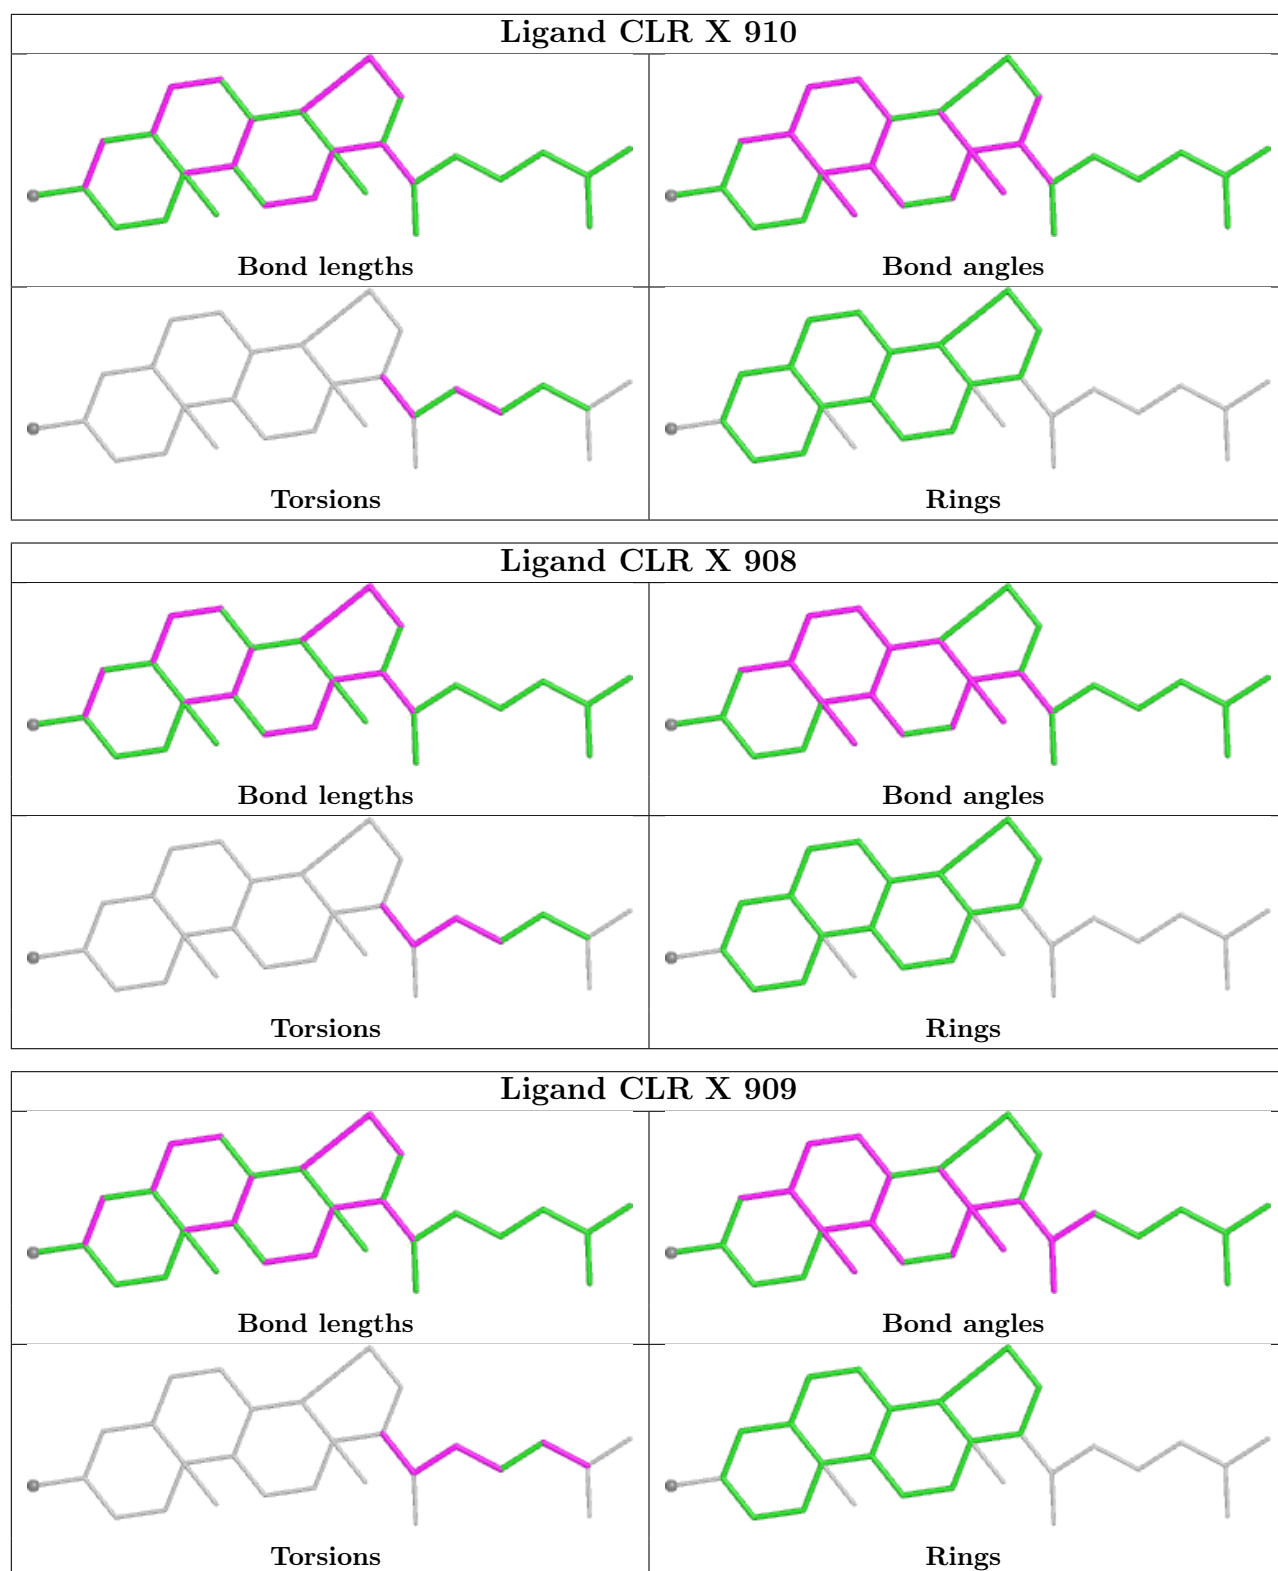 Ligand CLR X 910
Bond lengths
Bond angles
Torsions
Rings
Ligand CLR X 908
Bond lengths
Bond angles
Torsions
Rings
Ligand CLR X 909
Bond lengths
Bond angles
Torsions
Rings